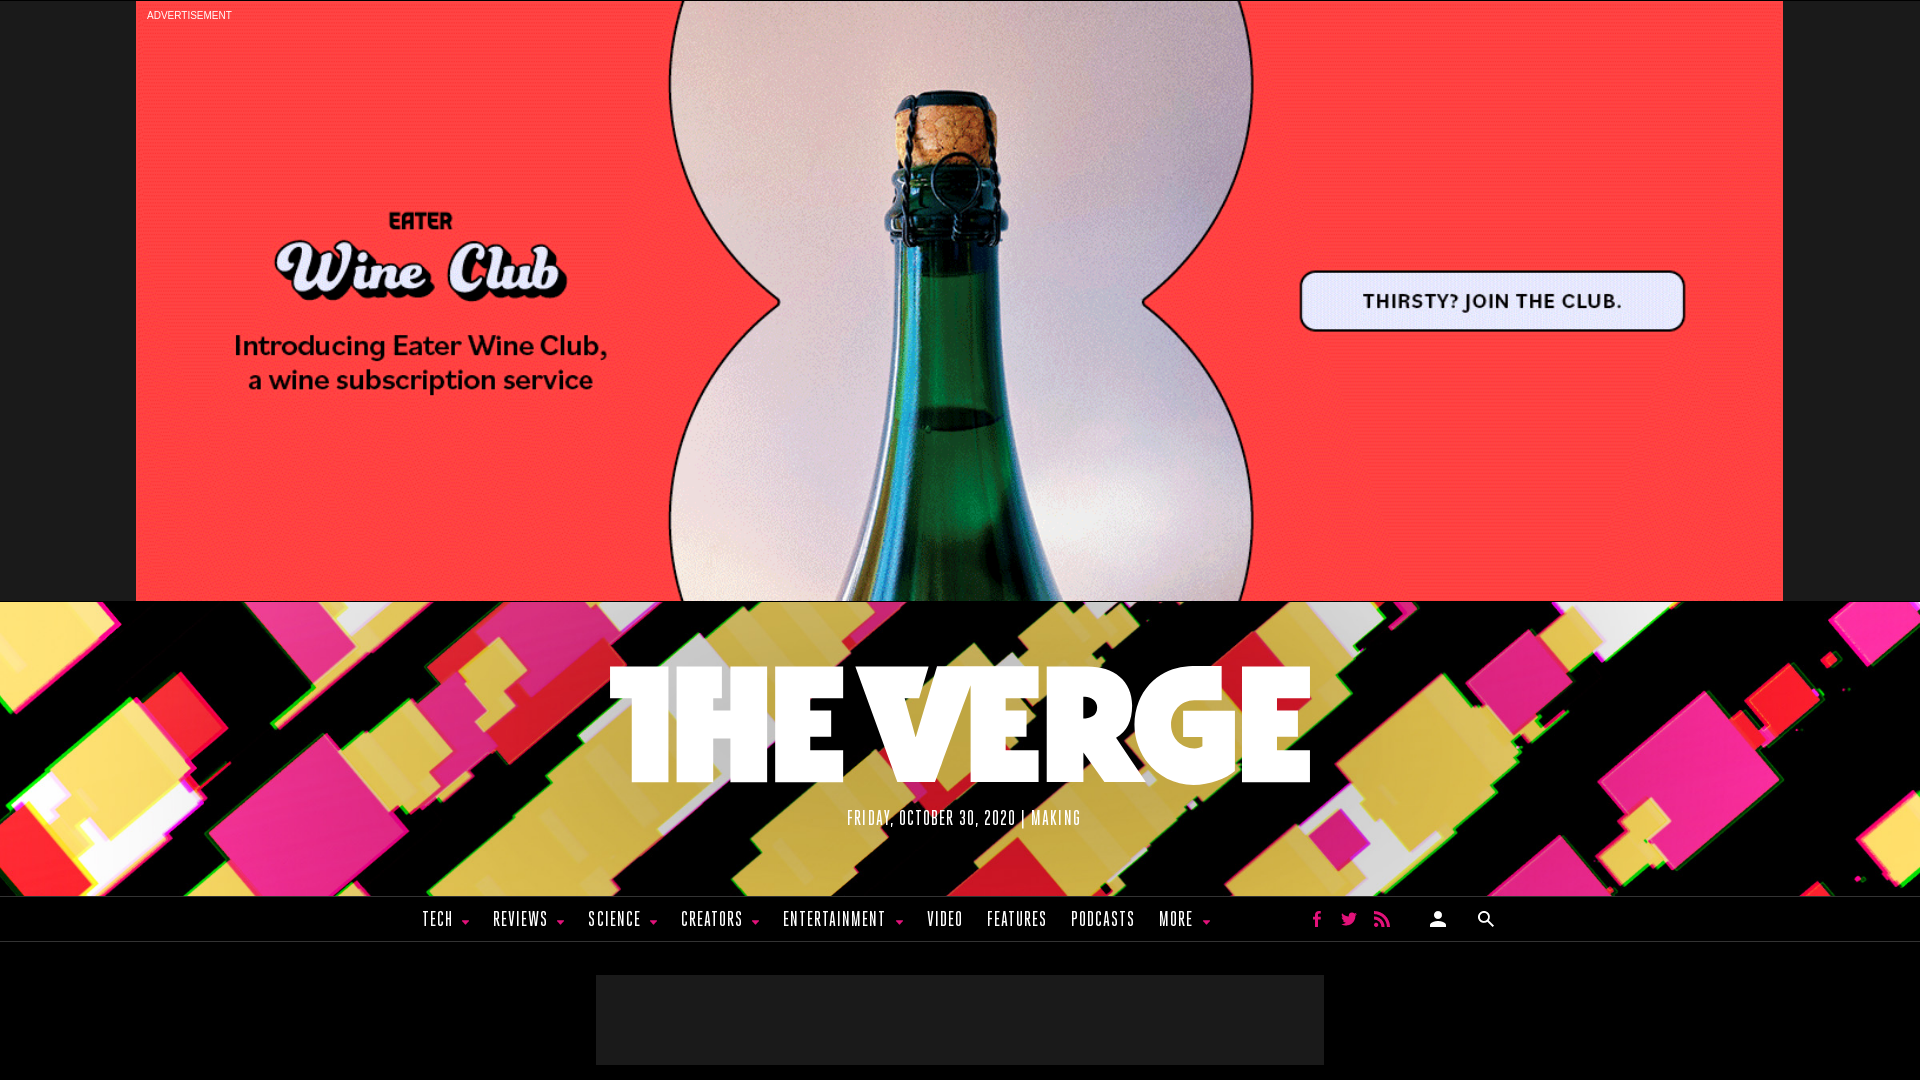 ADVERTISEMENT
EATER
Wine Club
Introducing Eater Wine Club,
a wine subscription service
THIRSTY? JOIN THE CLUB.
THE VERGE
FRIDAY, OCTOBER 30, 2020 | MAKING
TECH REVIEWS SCIENCE CREATORS ENTERTAINMENT VIDEO FEATURES PODCASTS MORE